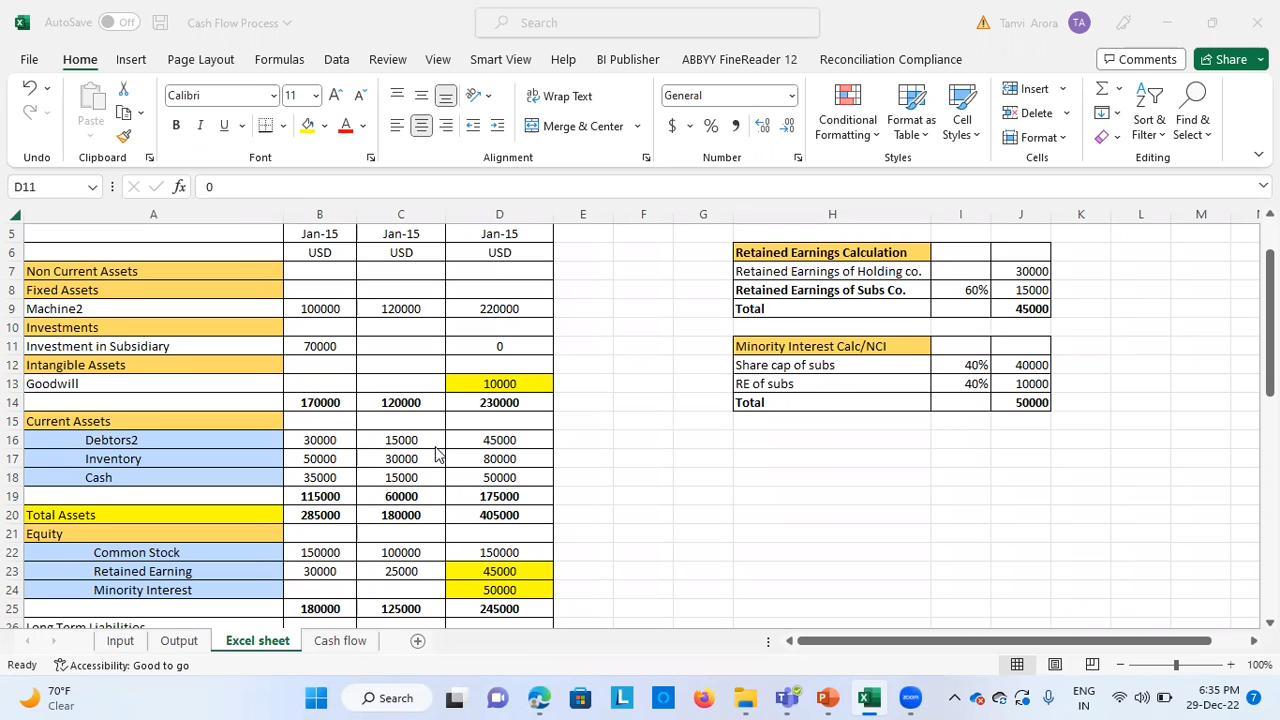 AutoSave Off Cash Flow Process Search Tanvi Arora TA
File Home Insert Page Layout Formulas Data Review View Smart View Help BI Publisher ABBYY FineReader 12 Reconciliation Compliance Comments Share
Paste Calibri 11 Wrap Text General Conditional Formatting Format as Table Cell Styles Insert Delete Format Sort & Filter Find & Select
B I U Merge & Center $ % ,
Undo Clipboard Font Alignment Number Styles Cells Editing
D11 fx 0
A B C D E F G H I J K L M
5 Jan-15 Jan-15 Jan-15
6 USD USD USD Retained Earnings Calculation
7 Non Current Assets Retained Earnings of Holding co. 30000
8 Fixed Assets Retained Earnings of Subs Co. 60% 15000
9 Machine2 100000 120000 220000 Total 45000
10 Investments
11 Investment in Subsidiary 70000 0 Minority Interest Calc/NCI
12 Intangible Assets Share cap of subs 40% 40000
13 Goodwill 10000 RE of subs 40% 10000
14 170000 120000 230000 Total 50000
15 Current Assets
16 Debtors2 30000 15000 45000
17 Inventory 50000 30000 80000
18 Cash 35000 15000 50000
19 115000 60000 175000
20 Total Assets 285000 180000 405000
21 Equity
22 Common Stock 150000 100000 150000
23 Retained Earning 30000 25000 45000
24 Minority Interest 50000
25 180000 125000 245000
26 Long Term Liabilities
Input Output Excel sheet Cash flow
Ready Accessibility: Good to go 100%
70°F Clear Search ENG IN 6:35 PM 29-Dec-22 7